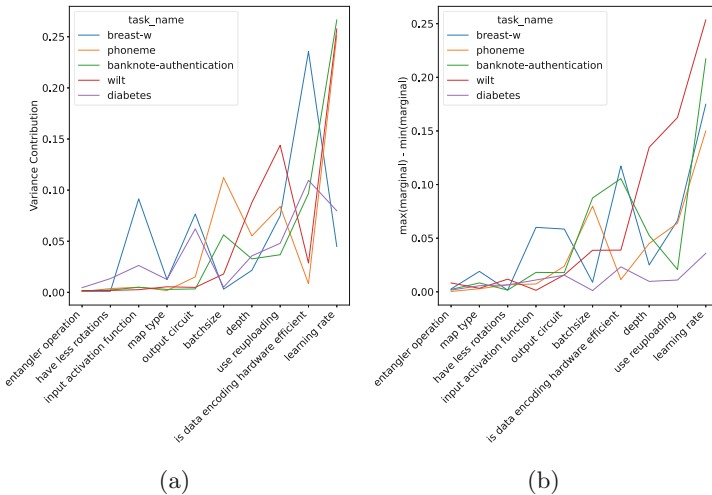 task_name
breast-w
phoneme
banknote-authentication
wilt
diabetes
0.25
0.20
0.15
0.10
0.05
0.00
Variance Contribution
entangler operation
have less rotations
input activation function
map type
output circuit
batchsize
depth
use reuploading
is data encoding hardware efficient
learning rate
(a)
task_name
breast-w
phoneme
banknote-authentication
wilt
diabetes
0.25
0.20
0.15
0.10
0.05
0.00
max(marginal) - min(marginal)
entangler operation
map type
have less rotations
input activation function
output circuit
batchsize
is data encoding hardware efficient
depth
use reuploading
learning rate
(b)